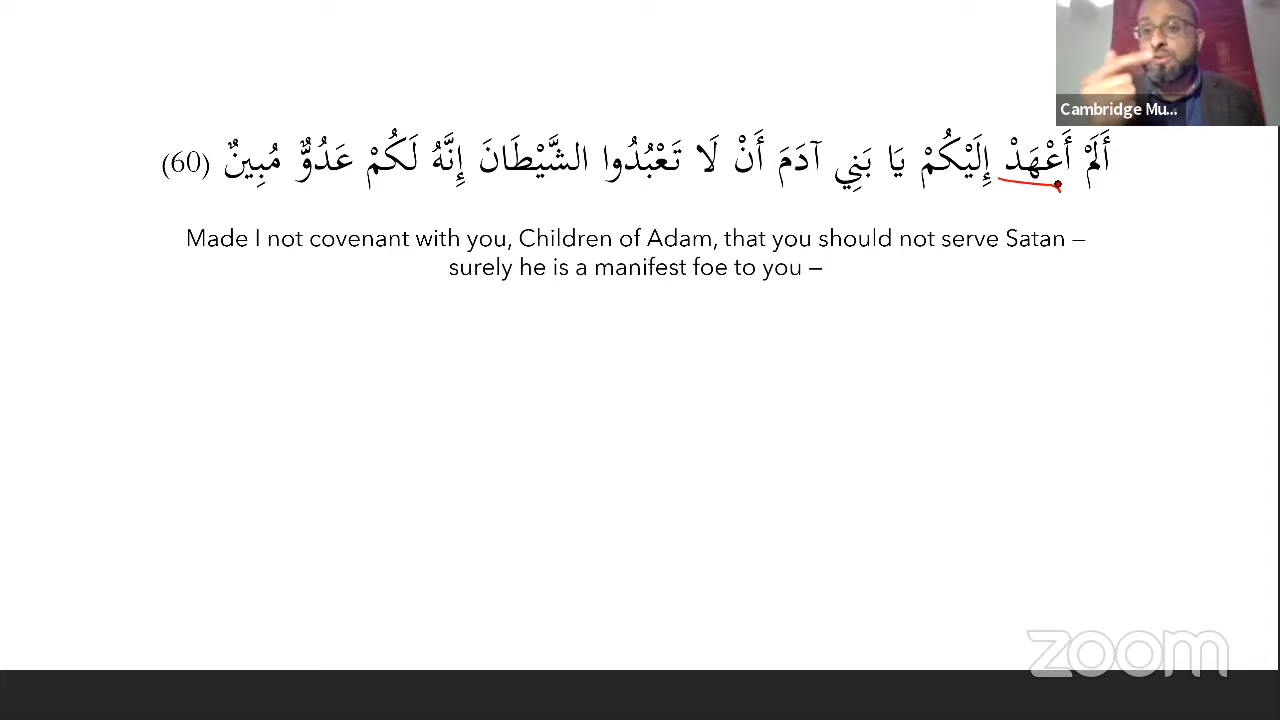 Cambridge Mu...
أَلَمْ أَعْهَدْ إِلَيْكُمْ يَا بَنِي آدَمَ أَنْ لَا تَعْبُدُوا الشَّيْطَانَ إِنَّهُ لَكُمْ عَدُوٌّ مُبِينٌ (60)
Made I not covenant with you, Children of Adam, that you should not serve Satan –
surely he is a manifest foe to you –
zoom